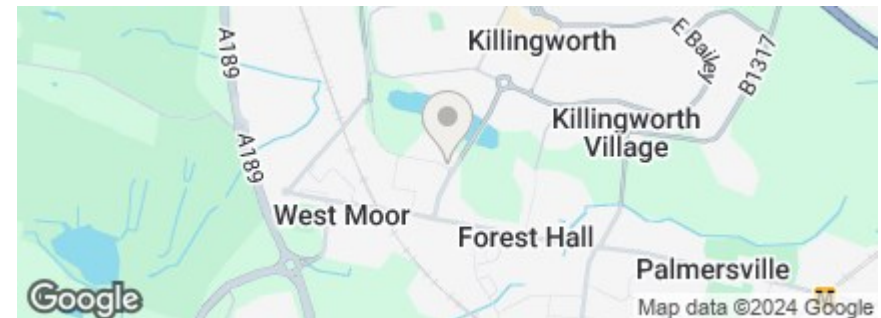 Killingworth
E Bailey
B1317
A189
Killingworth
Village
A189
West Moor
Forest Hall
Palmersville
M
Google
Map data ©2024 Google